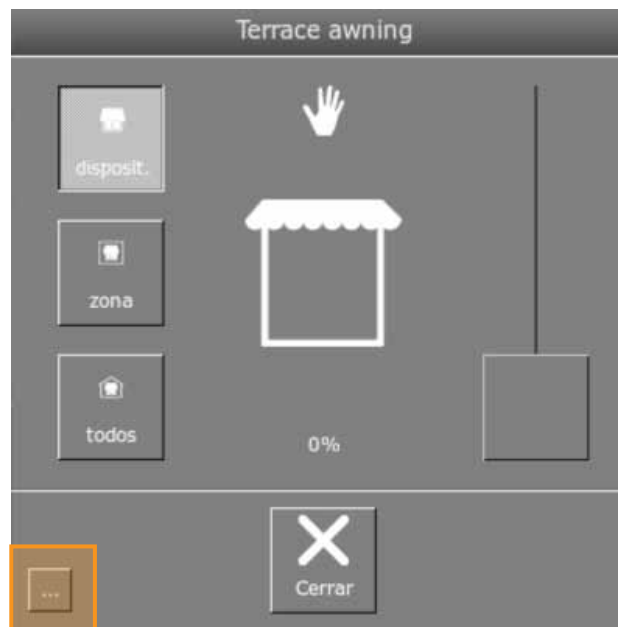 Terrace awning
disposit.
zona
todos
0%
Cerrar
...